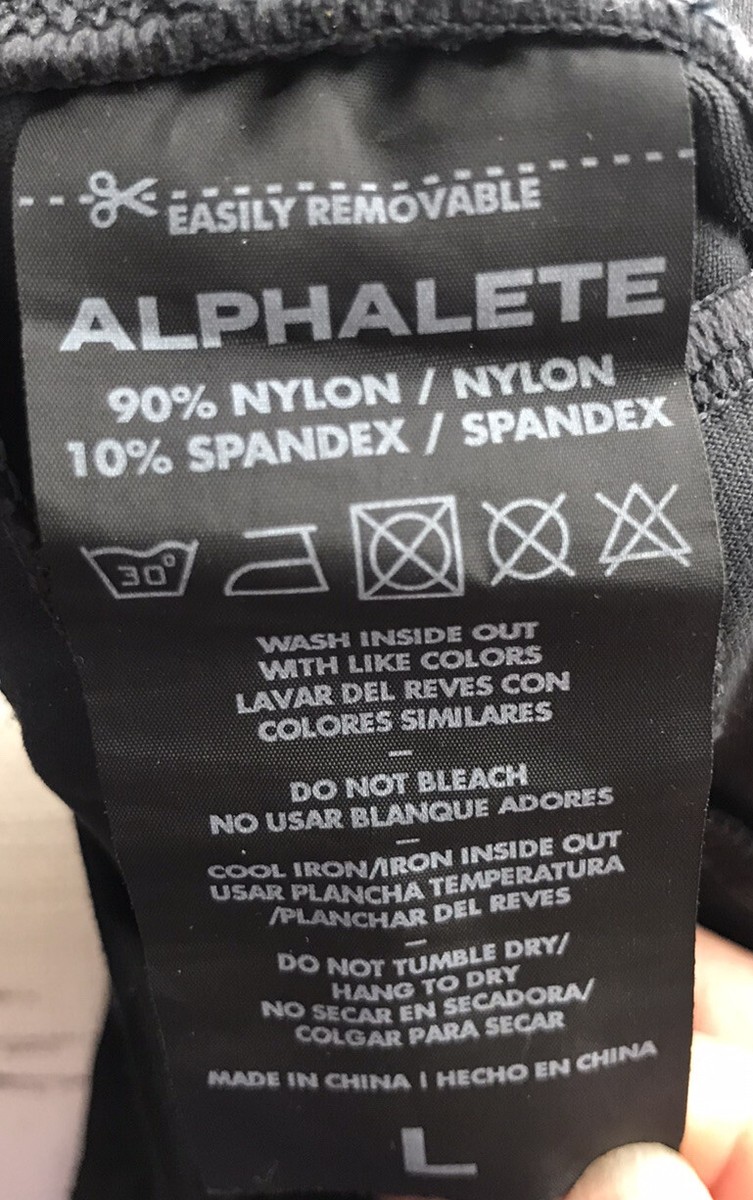 EASILY REMOVABLE
ALPHALETE
90% NYLON / NYLON
10% SPANDEX / SPANDEX
30°
WASH INSIDE OUT
WITH LIKE COLORS
LAVAR DEL REVES CON
COLORES SIMILARES
–
DO NOT BLEACH
NO USAR BLANQUE ADORES
–
COOL IRON/IRON INSIDE OUT
USAR PLANCHA TEMPERATURA
/PLANCHAR DEL REVES
–
DO NOT TUMBLE DRY/
HANG TO DRY
NO SECAR EN SECADORA/
COLGAR PARA SECAR
MADE IN CHINA | HECHO EN CHINA
L